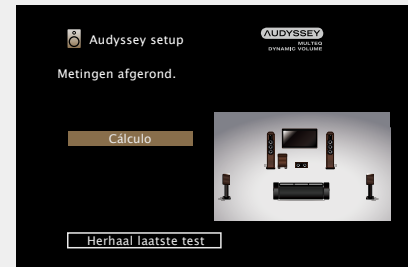 Audyssey setup
AUDYSSEY
MULTEQ
DYNAMIC VOLUME
Metingen afgerond.
Cálculo
Herhaal laatste test